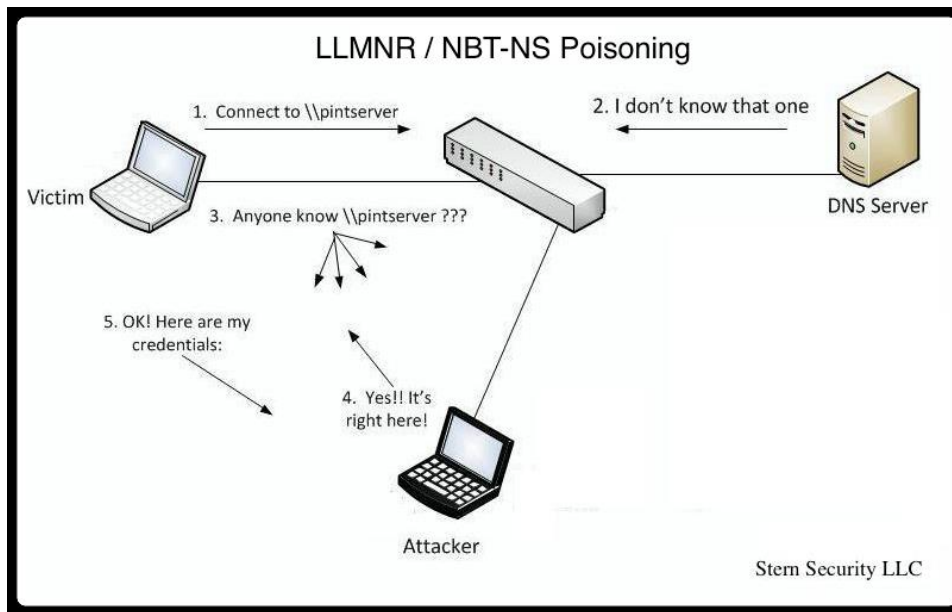 LLMNR / NBT-NS Poisoning
1. Connect to \\pintserver
2. I don't know that one
Victim
DNS Server
3. Anyone know \\pintserver ???
5. OK! Here are my
credentials:
4. Yes!! It's
right here!
Attacker
Stern Security LLC